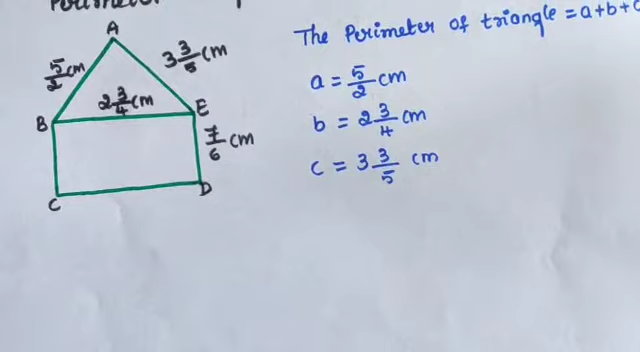 Perimeter
The Perimeter of triangle = a+b+c
A
5/2 cm
3 3/5 cm
2 3/4 cm
B
E
7/6 cm
C
D
a = 5/2 cm
b = 2 3/4 cm
c = 3 3/5 cm